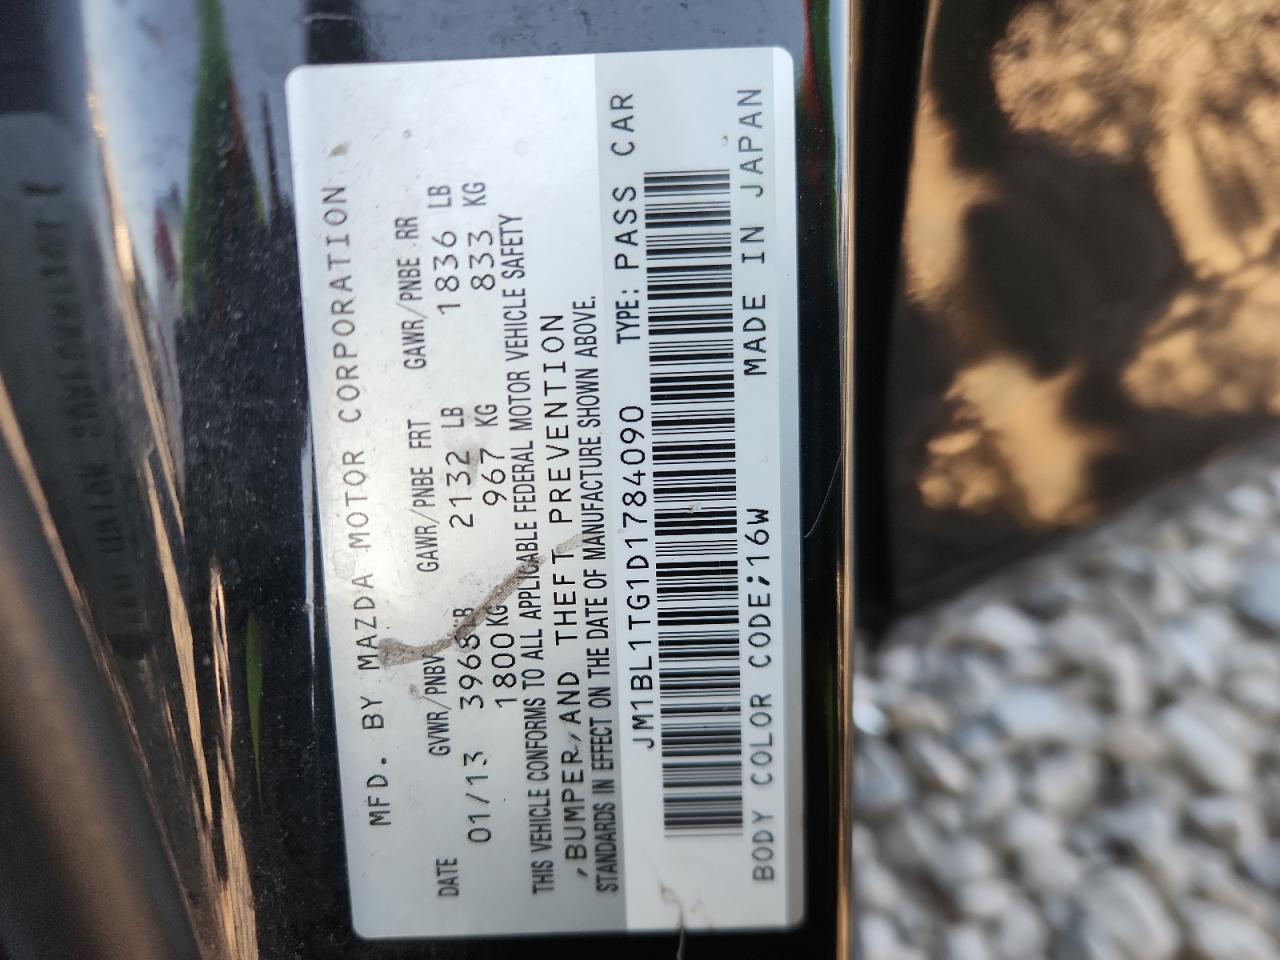 MFD. BY MAZDA MOTOR CORPORATION
DATE GVWR/PNBV GAWR/PNBE FRT GAWR/PNBE RR
01/13 3968 LB 2132 LB 1836 LB
1800 KG 967 KG 833 KG
THIS VEHICLE CONFORMS TO ALL APPLICABLE FEDERAL MOTOR VEHICLE SAFETY
,BUMPER,AND THEFT PREVENTION
STANDARDS IN EFFECT ON THE DATE OF MANUFACTURE SHOWN ABOVE.
JM1BL1TG1D1784090 TYPE: PASS CAR
BODY COLOR CODE;16W MADE IN JAPAN